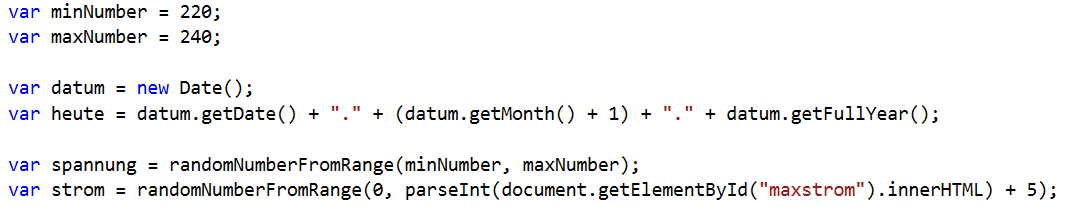 var minNumber = 220;
var maxNumber = 240;
var datum = new Date();
var heute = datum.getDate() + "." + (datum.getMonth() + 1) + "." + datum.getFullYear();
var spannung = randomNumberFromRange(minNumber, maxNumber);
var strom = randomNumberFromRange(0, parseInt(document.getElementById("maxstrom").innerHTML) + 5);